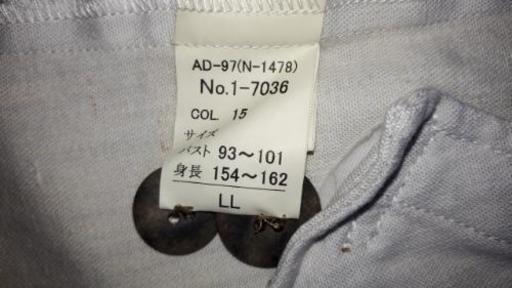 AD-97(N-1478)
No.1-7036
COL 15
サイズ
バスト 93～101
身長 154～162
LL